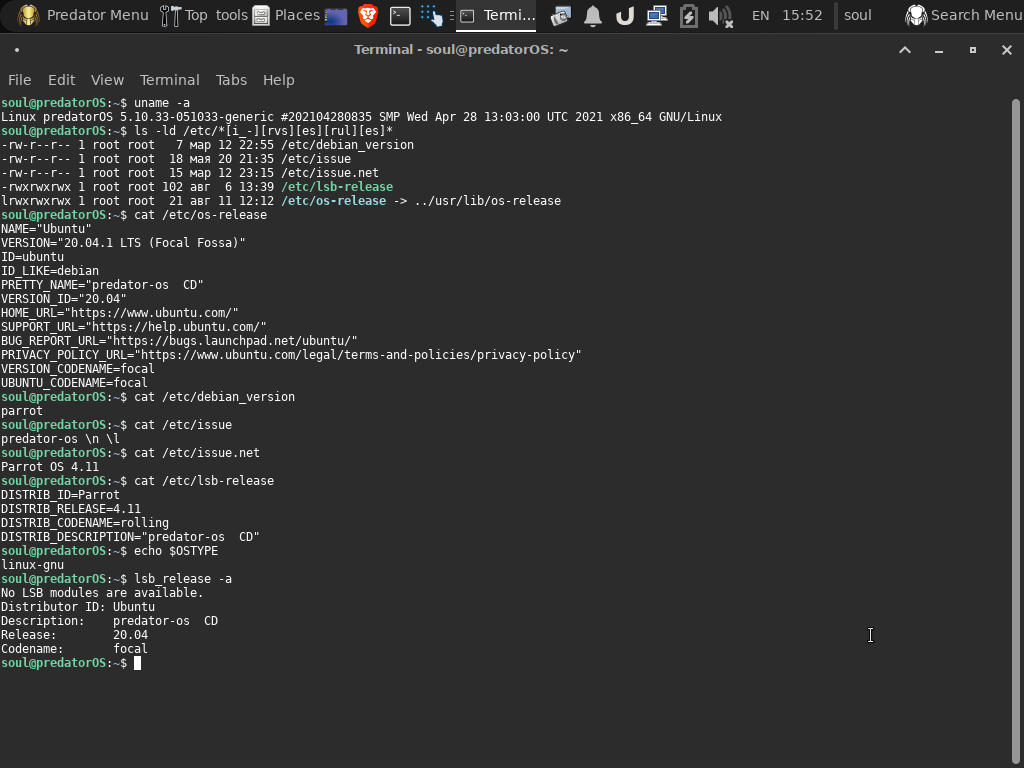 Predator Menu Top tools Places Termi... EN 15:52 soul Search Menu
Terminal - soul@predatorOS: ~
File Edit View Terminal Tabs Help
soul@predatorOS:~$ uname -a
Linux predatorOS 5.10.33-051033-generic #202104280835 SMP Wed Apr 28 13:03:00 UTC 2021 x86_64 GNU/Linux
soul@predatorOS:~$ ls -ld /etc/*[i_-][rvs][es][rul][es]*
-rw-r--r-- 1 root root   7 мар 12 22:55 /etc/debian_version
-rw-r--r-- 1 root root  18 мая 20 21:35 /etc/issue
-rw-r--r-- 1 root root  15 мар 12 23:15 /etc/issue.net
-rwxrwxrwx 1 root root 102 авг  6 13:39 /etc/lsb-release
lrwxrwxrwx 1 root root  21 авг 11 12:12 /etc/os-release -> ../usr/lib/os-release
soul@predatorOS:~$ cat /etc/os-release
NAME="Ubuntu"
VERSION="20.04.1 LTS (Focal Fossa)"
ID=ubuntu
ID_LIKE=debian
PRETTY_NAME="predator-os  CD"
VERSION_ID="20.04"
HOME_URL="https://www.ubuntu.com/"
SUPPORT_URL="https://help.ubuntu.com/"
BUG_REPORT_URL="https://bugs.launchpad.net/ubuntu/"
PRIVACY_POLICY_URL="https://www.ubuntu.com/legal/terms-and-policies/privacy-policy"
VERSION_CODENAME=focal
UBUNTU_CODENAME=focal
soul@predatorOS:~$ cat /etc/debian_version
parrot
soul@predatorOS:~$ cat /etc/issue
predator-os \n \l
soul@predatorOS:~$ cat /etc/issue.net
Parrot OS 4.11
soul@predatorOS:~$ cat /etc/lsb-release
DISTRIB_ID=Parrot
DISTRIB_RELEASE=4.11
DISTRIB_CODENAME=rolling
DISTRIB_DESCRIPTION="predator-os  CD"
soul@predatorOS:~$ echo $OSTYPE
linux-gnu
soul@predatorOS:~$ lsb_release -a
No LSB modules are available.
Distributor ID: Ubuntu
Description:    predator-os  CD
Release:        20.04
Codename:       focal
soul@predatorOS:~$